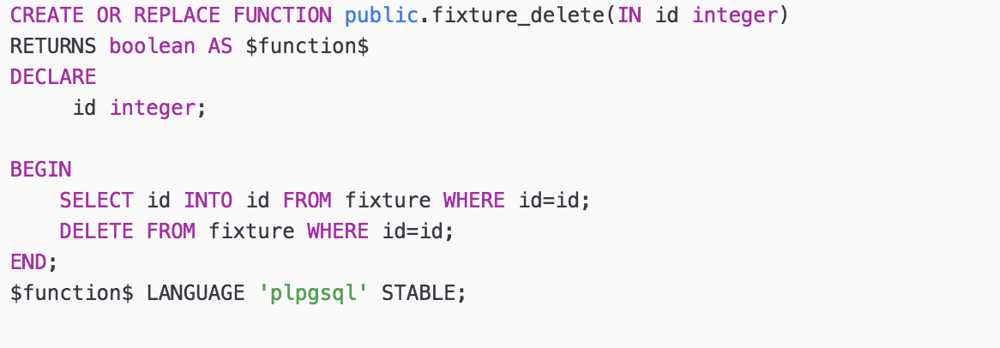 CREATE OR REPLACE FUNCTION public.fixture_delete(IN id integer)
RETURNS boolean AS $function$
DECLARE
     id integer;

BEGIN
    SELECT id INTO id FROM fixture WHERE id=id;
    DELETE FROM fixture WHERE id=id;
END;
$function$ LANGUAGE 'plpgsql' STABLE;